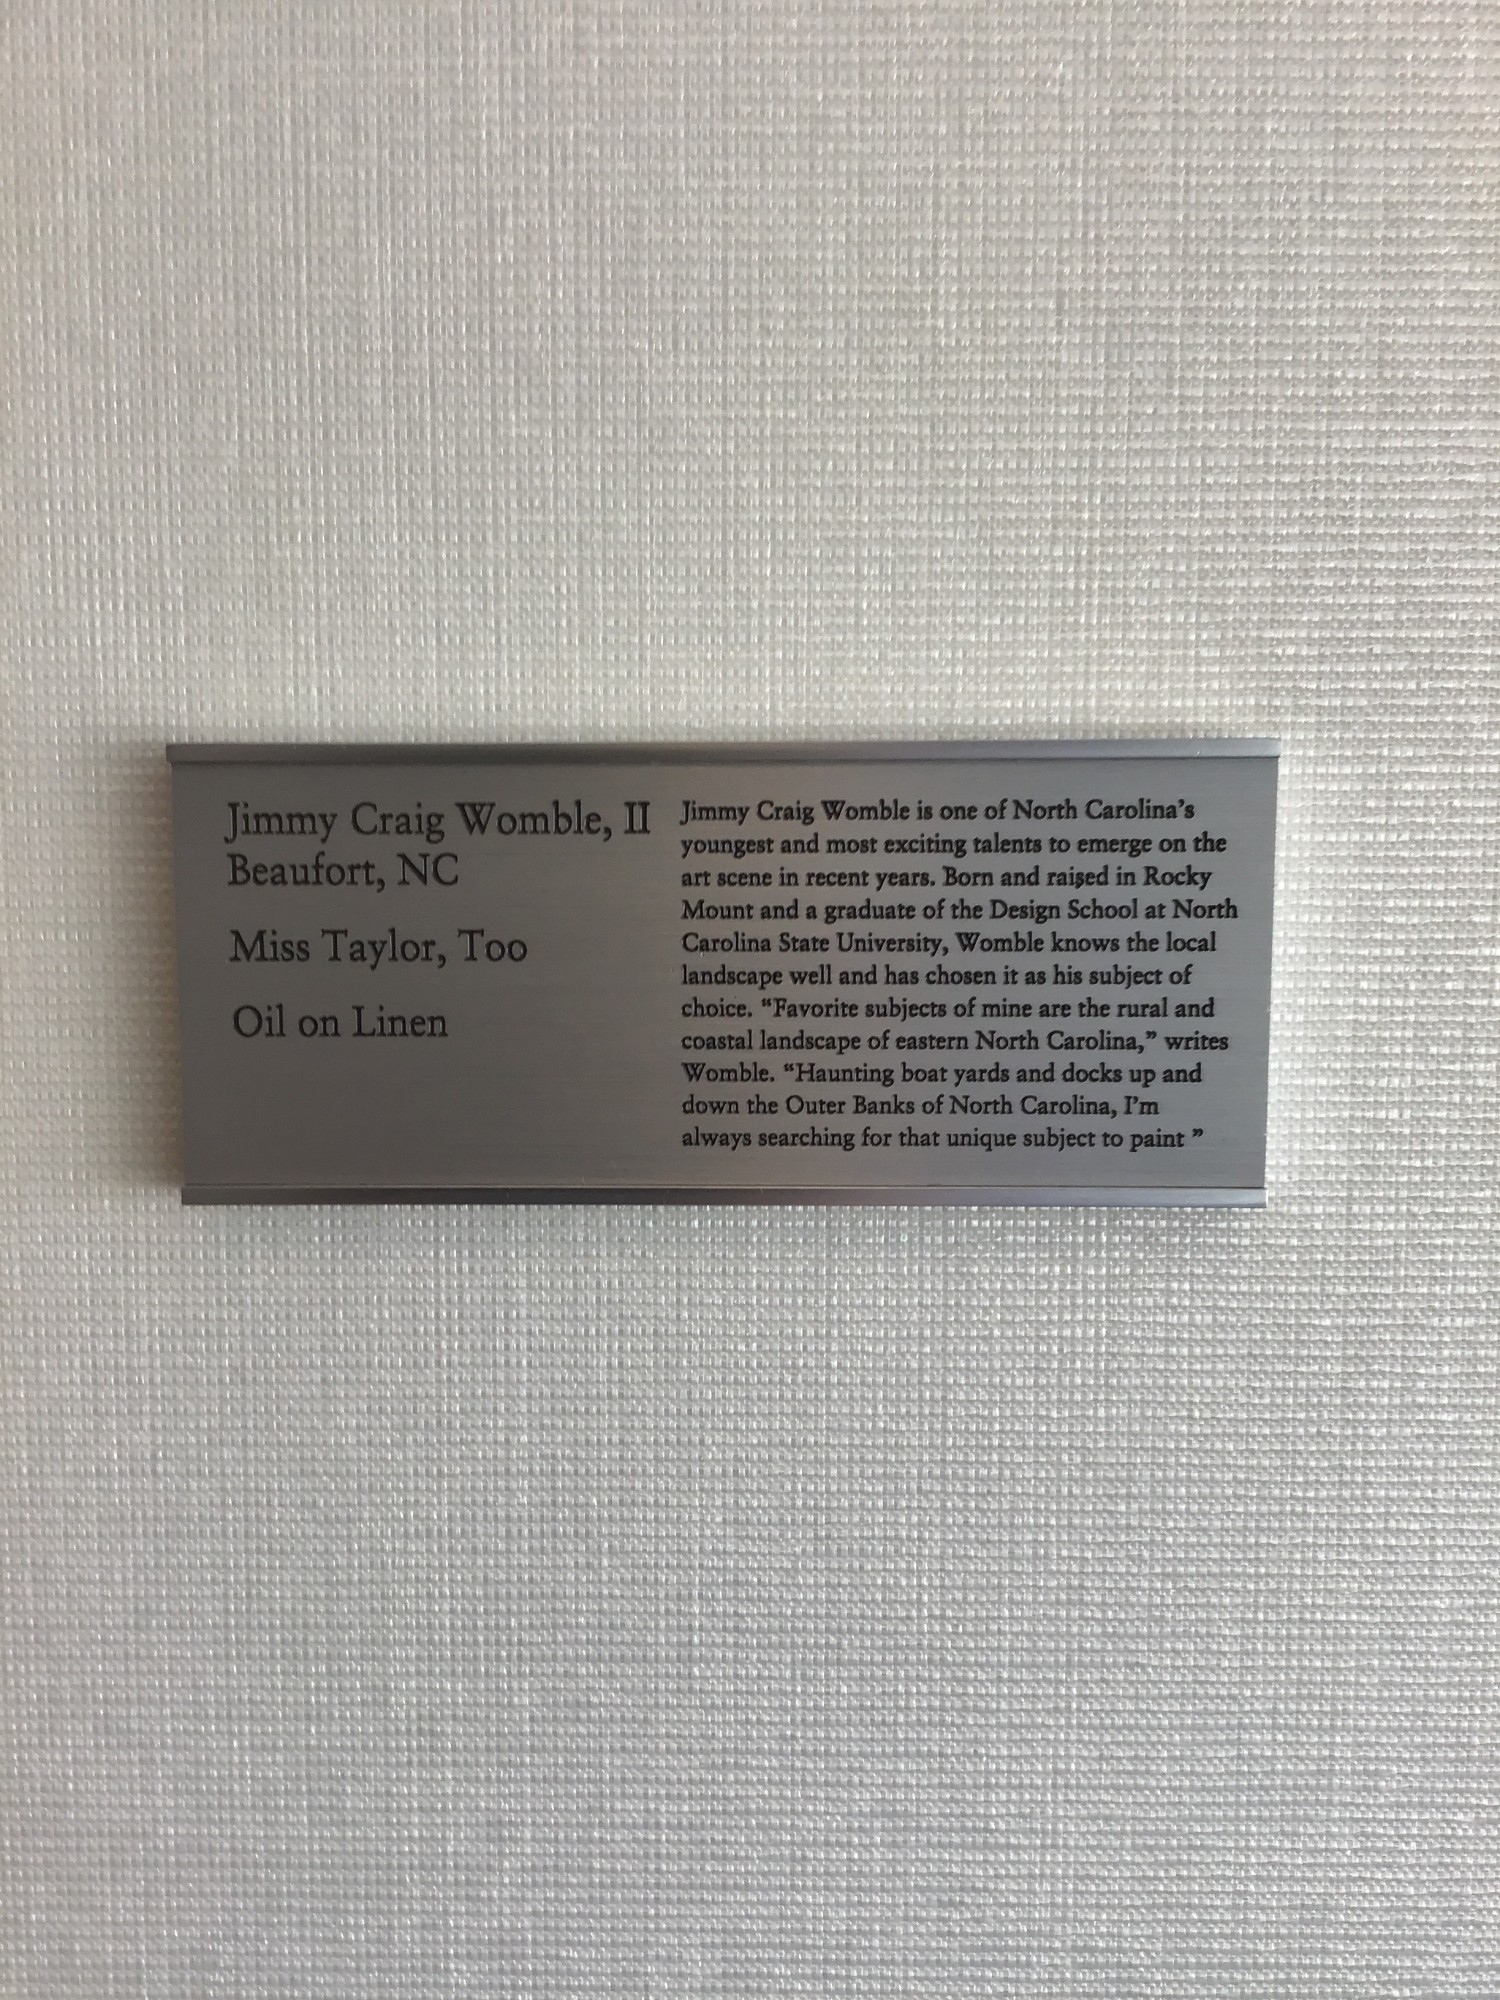 Jimmy Craig Womble, II
Beaufort, NC
Miss Taylor, Too
Oil on Linen
Jimmy Craig Womble is one of North Carolina’s
youngest and most exciting talents to emerge on the
art scene in recent years. Born and raised in Rocky
Mount and a graduate of the Design School at North
Carolina State University, Womble knows the local
landscape well and has chosen it as his subject of
choice. “Favorite subjects of mine are the rural and
coastal landscape of eastern North Carolina,” writes
Womble. “Haunting boat yards and docks up and
down the Outer Banks of North Carolina, I’m
always searching for that unique subject to paint ”